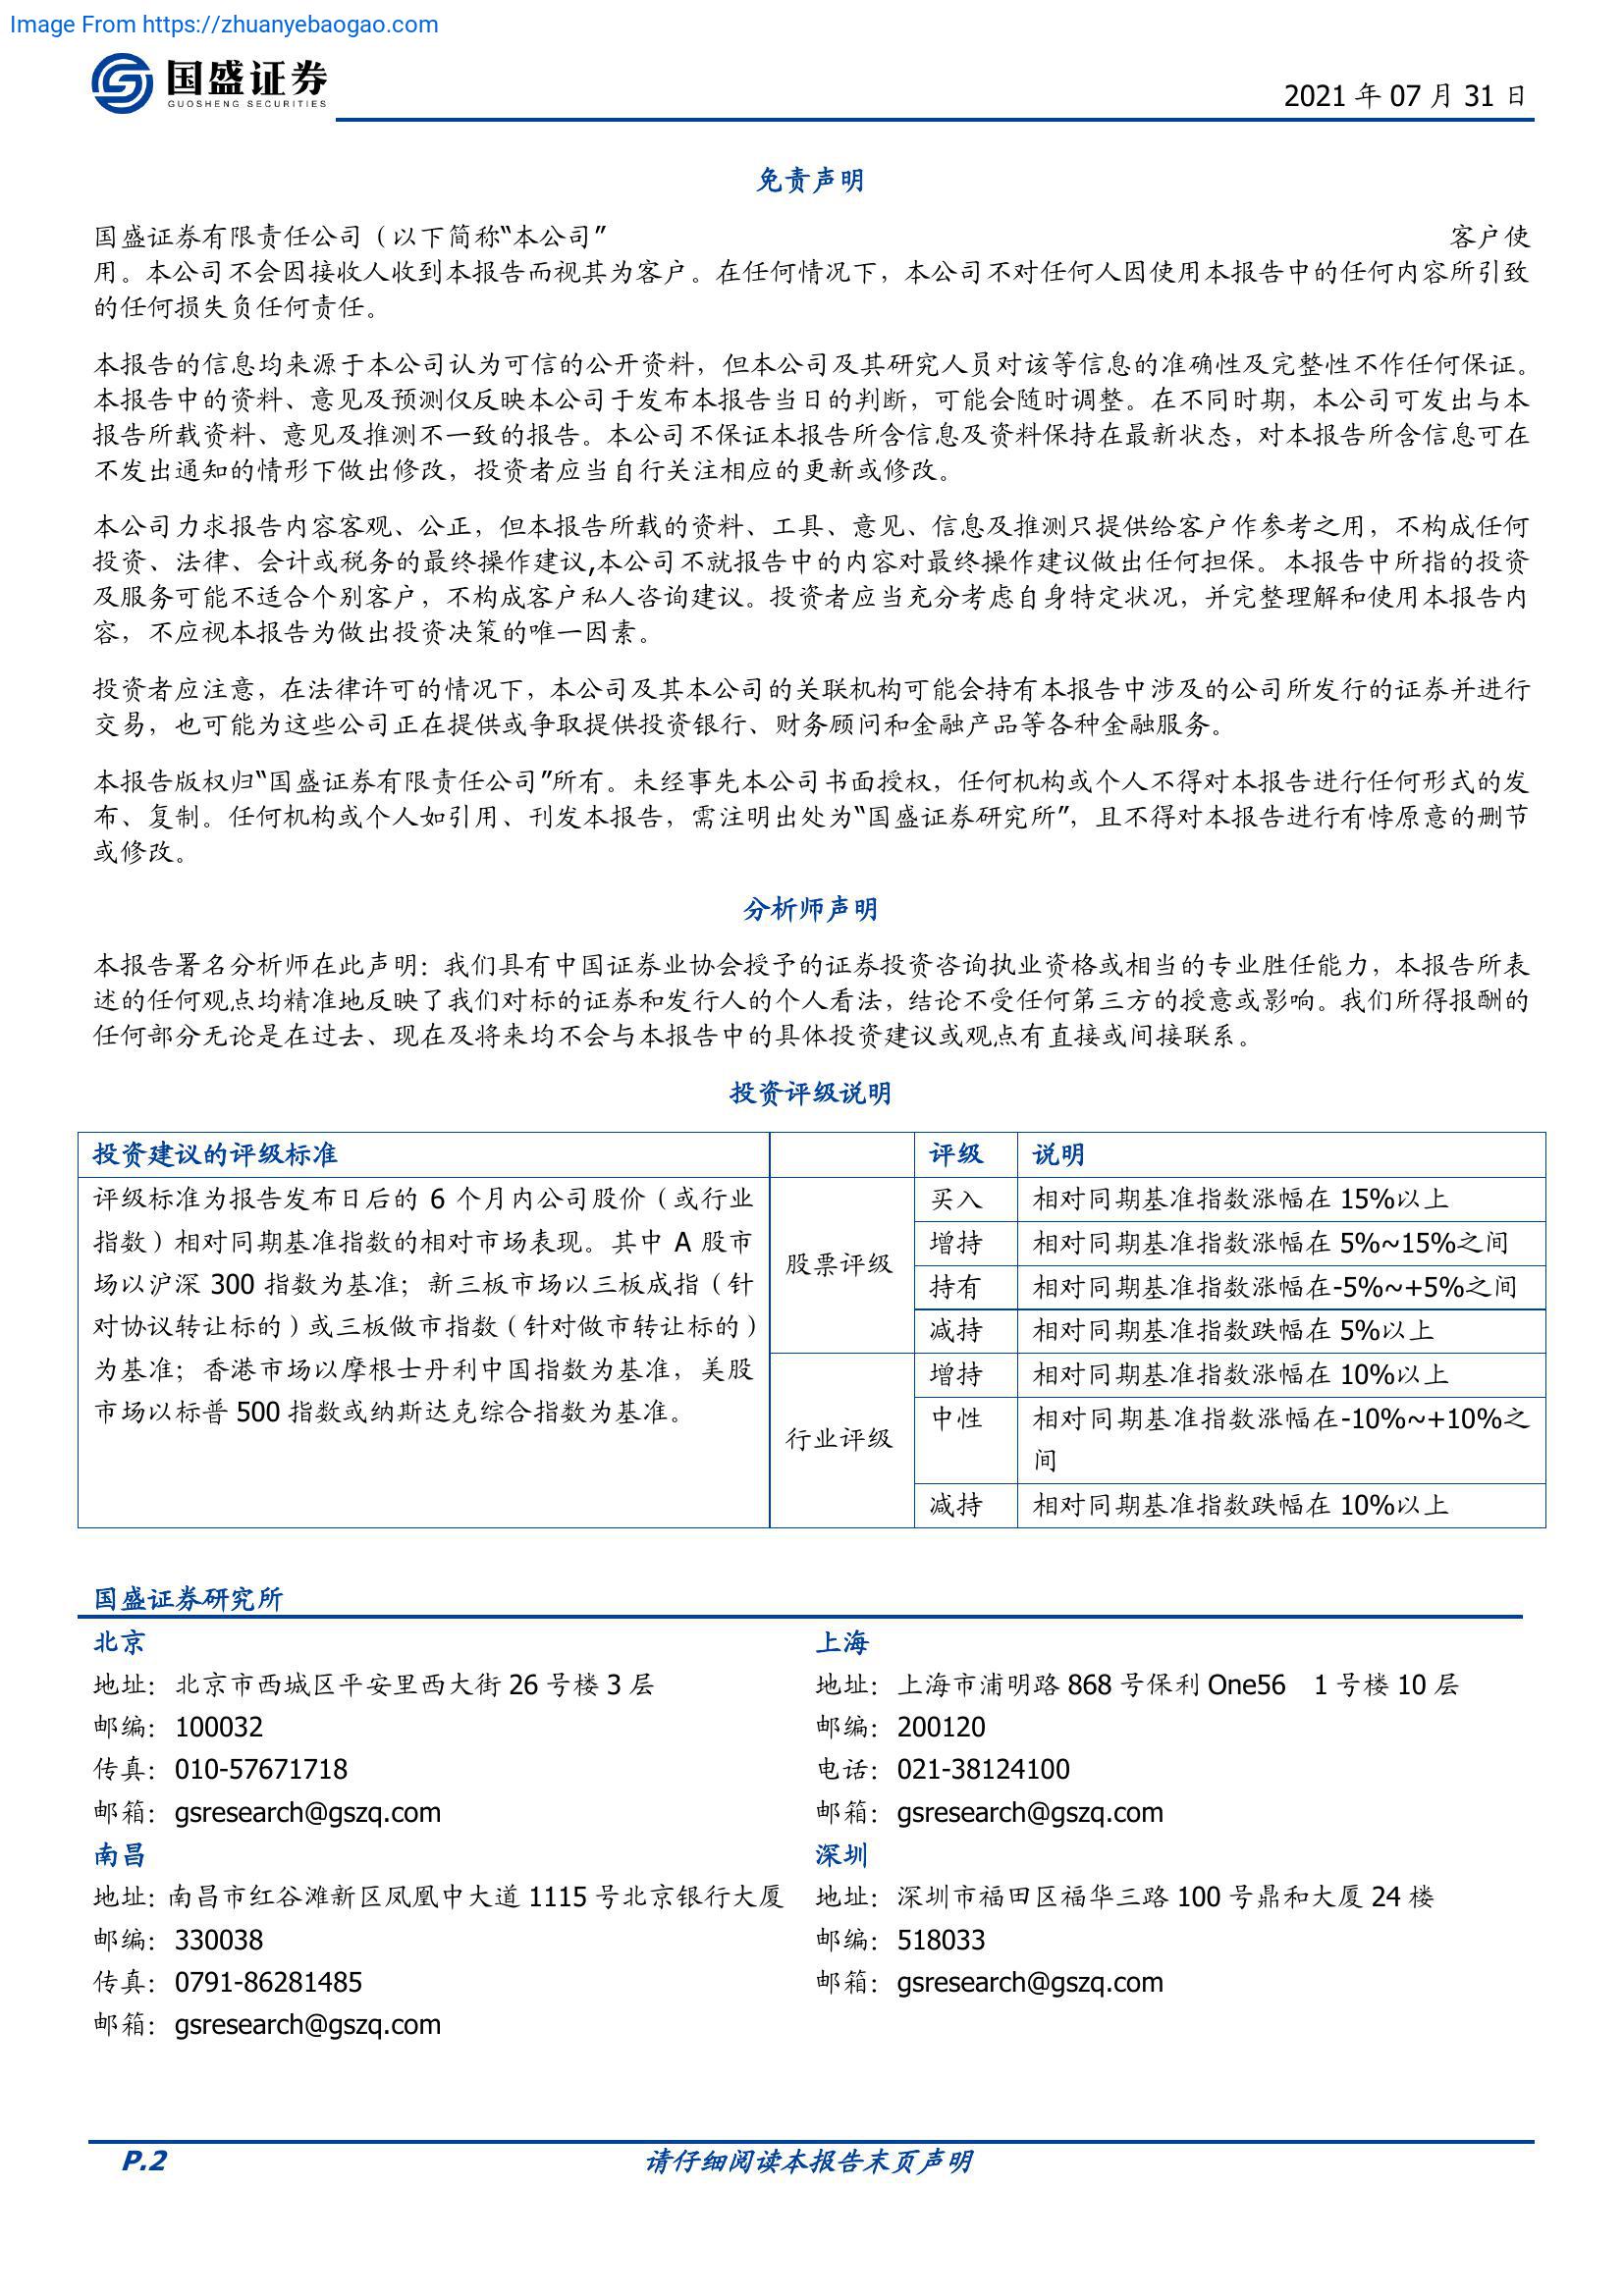 Image From https://zhuanyebaogao.com
国盛证券
GUOSHENG SECURITIES
2021 年 07 月 31 日
免责声明
国盛证券有限责任公司（以下简称“本公司” 客户使
用。本公司不会因接收人收到本报告而视其为客户。在任何情况下，本公司不对任何人因使用本报告中的任何内容所引致
的任何损失负任何责任。
本报告的信息均来源于本公司认为可信的公开资料，但本公司及其研究人员对该等信息的准确性及完整性不作任何保证。
本报告中的资料、意见及预测仅反映本公司于发布本报告当日的判断，可能会随时调整。在不同时期，本公司可发出与本
报告所载资料、意见及推测不一致的报告。本公司不保证本报告所含信息及资料保持在最新状态，对本报告所含信息可在
不发出通知的情形下做出修改，投资者应当自行关注相应的更新或修改。
本公司力求报告内容客观、公正，但本报告所载的资料、工具、意见、信息及推测只提供给客户作参考之用，不构成任何
投资、法律、会计或税务的最终操作建议,本公司不就报告中的内容对最终操作建议做出任何担保。本报告中所指的投资
及服务可能不适合个别客户，不构成客户私人咨询建议。投资者应当充分考虑自身特定状况，并完整理解和使用本报告内
容，不应视本报告为做出投资决策的唯一因素。
投资者应注意，在法律许可的情况下，本公司及其本公司的关联机构可能会持有本报告中涉及的公司所发行的证券并进行
交易，也可能为这些公司正在提供或争取提供投资银行、财务顾问和金融产品等各种金融服务。
本报告版权归“国盛证券有限责任公司”所有。未经事先本公司书面授权，任何机构或个人不得对本报告进行任何形式的发
布、复制。任何机构或个人如引用、刊发本报告，需注明出处为“国盛证券研究所”，且不得对本报告进行有悖原意的删节
或修改。
分析师声明
本报告署名分析师在此声明：我们具有中国证券业协会授予的证券投资咨询执业资格或相当的专业胜任能力，本报告所表
述的任何观点均精准地反映了我们对标的证券和发行人的个人看法，结论不受任何第三方的授意或影响。我们所得报酬的
任何部分无论是在过去、现在及将来均不会与本报告中的具体投资建议或观点有直接或间接联系。
投资评级说明
投资建议的评级标准 评级 说明
评级标准为报告发布日后的 6 个月内公司股价（或行业
指数）相对同期基准指数的相对市场表现。其中 A 股市
场以沪深 300 指数为基准；新三板市场以三板成指（针
对协议转让标的）或三板做市指数（针对做市转让标的）
为基准；香港市场以摩根士丹利中国指数为基准，美股
市场以标普 500 指数或纳斯达克综合指数为基准。
股票评级
买入 相对同期基准指数涨幅在 15%以上
增持 相对同期基准指数涨幅在 5%~15%之间
持有 相对同期基准指数涨幅在-5%~+5%之间
减持 相对同期基准指数跌幅在 5%以上
行业评级
增持 相对同期基准指数涨幅在 10%以上
中性 相对同期基准指数涨幅在-10%~+10%之
间
减持 相对同期基准指数跌幅在 10%以上
国盛证券研究所
北京
地址：北京市西城区平安里西大街 26 号楼 3 层
邮编：100032
传真：010-57671718
邮箱：gsresearch@gszq.com
上海
地址：上海市浦明路 868 号保利 One56 1 号楼 10 层
邮编：200120
电话：021-38124100
邮箱：gsresearch@gszq.com
南昌
地址：南昌市红谷滩新区凤凰中大道 1115 号北京银行大厦
邮编：330038
传真：0791-86281485
邮箱：gsresearch@gszq.com
深圳
地址：深圳市福田区福华三路 100 号鼎和大厦 24 楼
邮编：518033
邮箱：gsresearch@gszq.com
P.2
请仔细阅读本报告末页声明